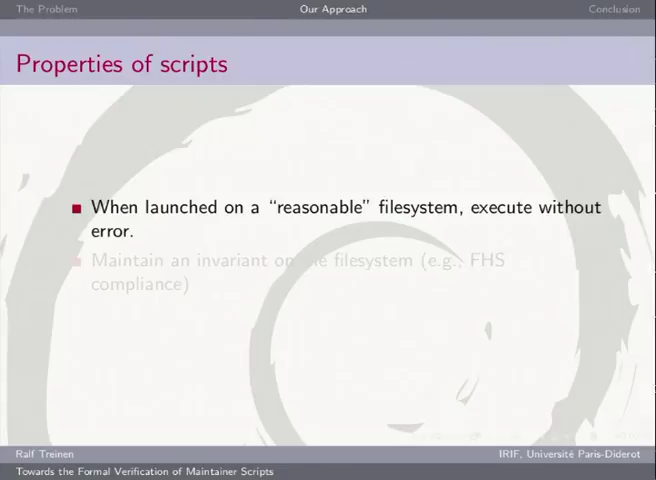 The Problem Our Approach Conclusion
Properties of scripts
When launched on a “reasonable” filesystem, execute without
error.
Maintain an invariant on the filesystem (e.g., FHS
compliance)
Ralf Treinen IRIF, Université Paris-Diderot
Towards the Formal Verification of Maintainer Scripts